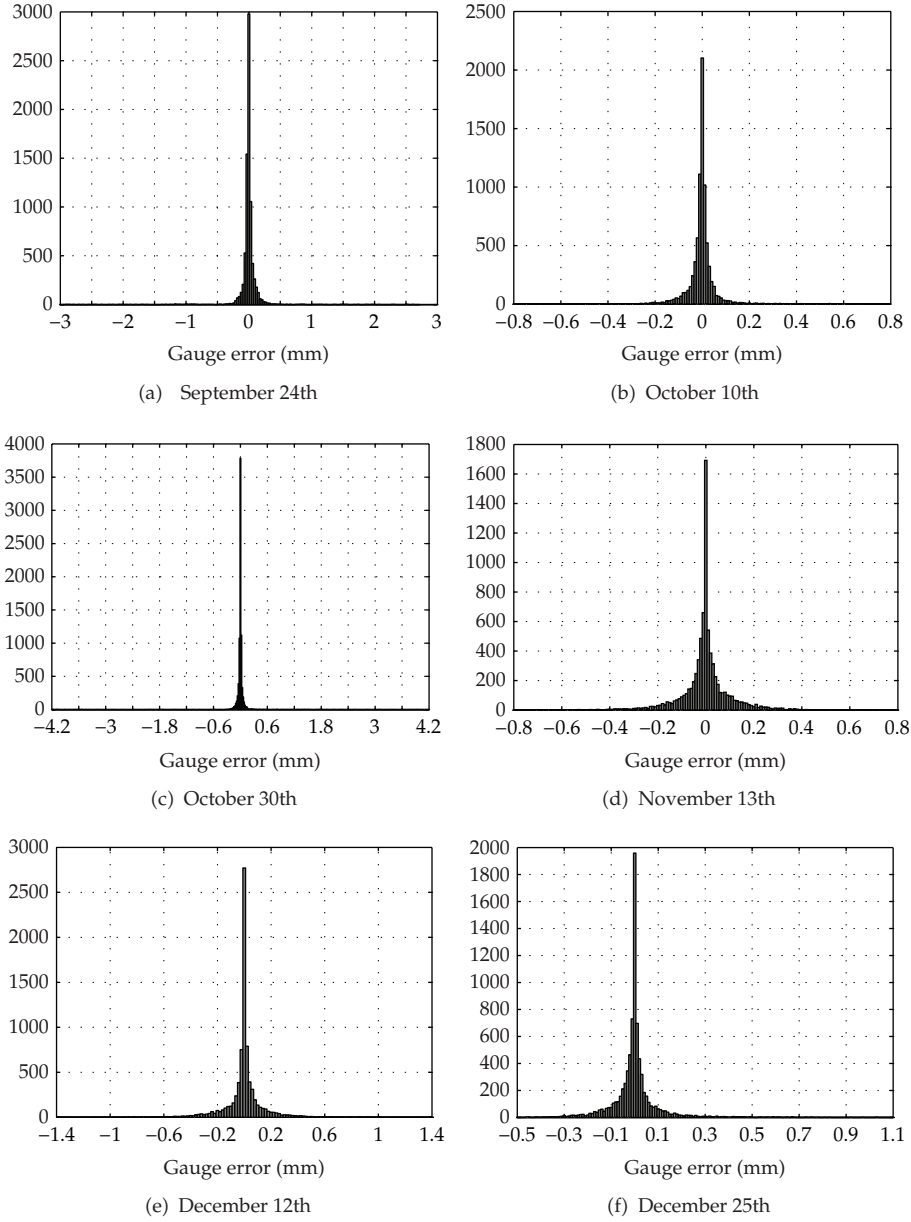 3000
2500
2000
1500
1000
500
0
−3 −2 −1 0 1 2 3
Gauge error (mm)
(a) September 24th
2500
2000
1500
1000
500
0
−0.8 −0.6 −0.4 −0.2 0 0.2 0.4 0.6 0.8
Gauge error (mm)
(b) October 10th
4000
3500
3000
2500
2000
1500
1000
500
0
−4.2 −3 −1.8 −0.6 0.6 1.8 3 4.2
Gauge error (mm)
(c) October 30th
1800
1600
1400
1200
1000
800
600
400
200
0
−0.8 −0.6 −0.4 −0.2 0 0.2 0.4 0.6 0.8
Gauge error (mm)
(d) November 13th
3000
2500
2000
1500
1000
500
0
−1.4 −1 −0.6 −0.2 0.2 0.6 1 1.4
Gauge error (mm)
(e) December 12th
2000
1800
1600
1400
1200
1000
800
600
400
200
0
−0.5 −0.3 −0.1 0.1 0.3 0.5 0.7 0.9 1.1
Gauge error (mm)
(f) December 25th